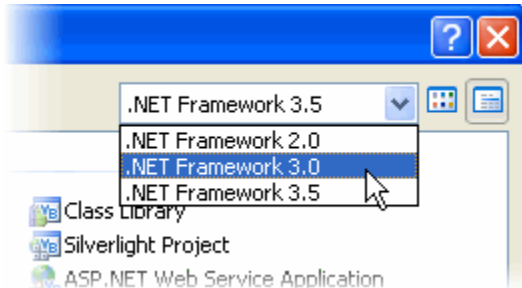 .NET Framework 3.5
.NET Framework 2.0
.NET Framework 3.0
.NET Framework 3.5
Class Library
Silverlight Project
ASP.NET Web Service Application